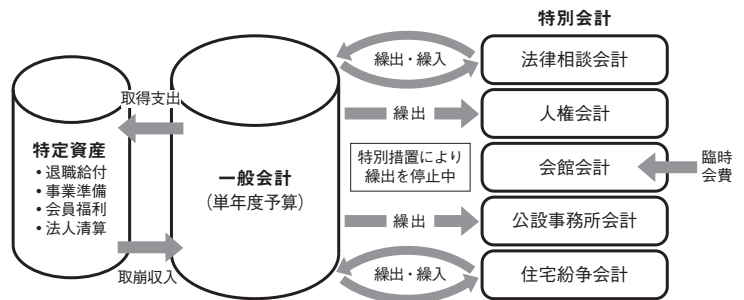 特別会計
繰出・繰入
法律相談会計
取得支出
繰出
人権会計
特定資産
・退職給付
・事業準備
・会員福利
・法人清算
一般会計
(単年度予算)
特別措置により
繰出を停止中
会館会計
臨時
会費
繰出
公設事務所会計
取崩収入
繰出・繰入
住宅紛争会計